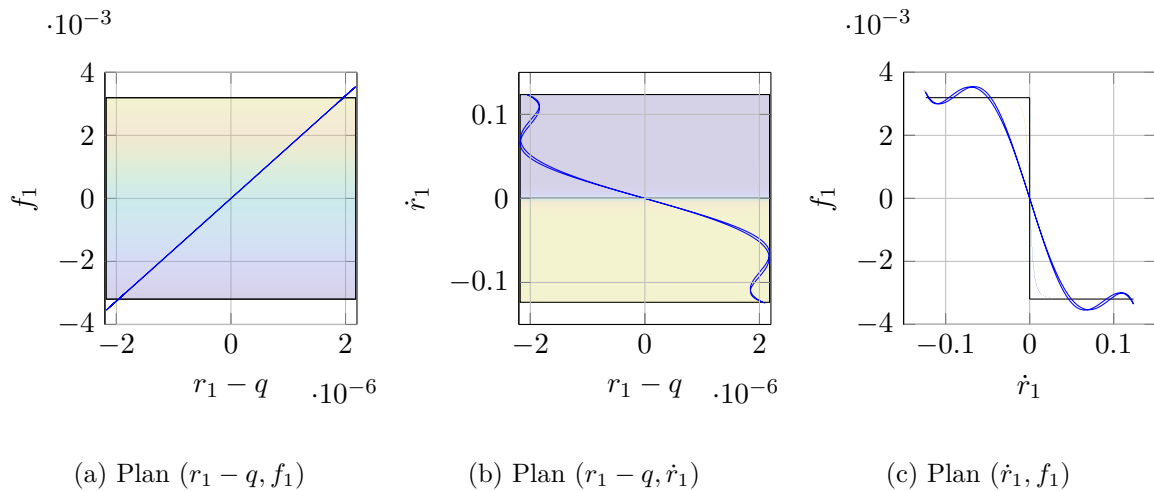 ·10⁻³
4
2
0
−2
−4
f₁
−2
0
2
r₁ − q
·10⁻⁶
(a) Plan (r₁ − q, f₁)
0.1
0
−0.1
ṙ₁
−2
0
2
r₁ − q
·10⁻⁶
(b) Plan (r₁ − q, ṙ₁)
·10⁻³
4
2
0
−2
−4
f₁
−0.1
0
0.1
ṙ₁
(c) Plan (ṙ₁, f₁)